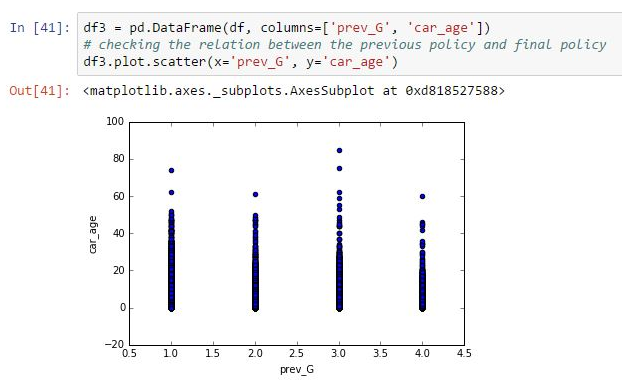 In [41]: df3 = pd.DataFrame(df, columns=['prev_G', 'car_age'])
# checking the relation between the previous policy and final policy
df3.plot.scatter(x='prev_G', y='car_age')
Out[41]: <matplotlib.axes._subplots.AxesSubplot at 0xd818527588>
100
80
60
40
20
0
−20
car_age
0.5 1.0 1.5 2.0 2.5 3.0 3.5 4.0 4.5
prev_G